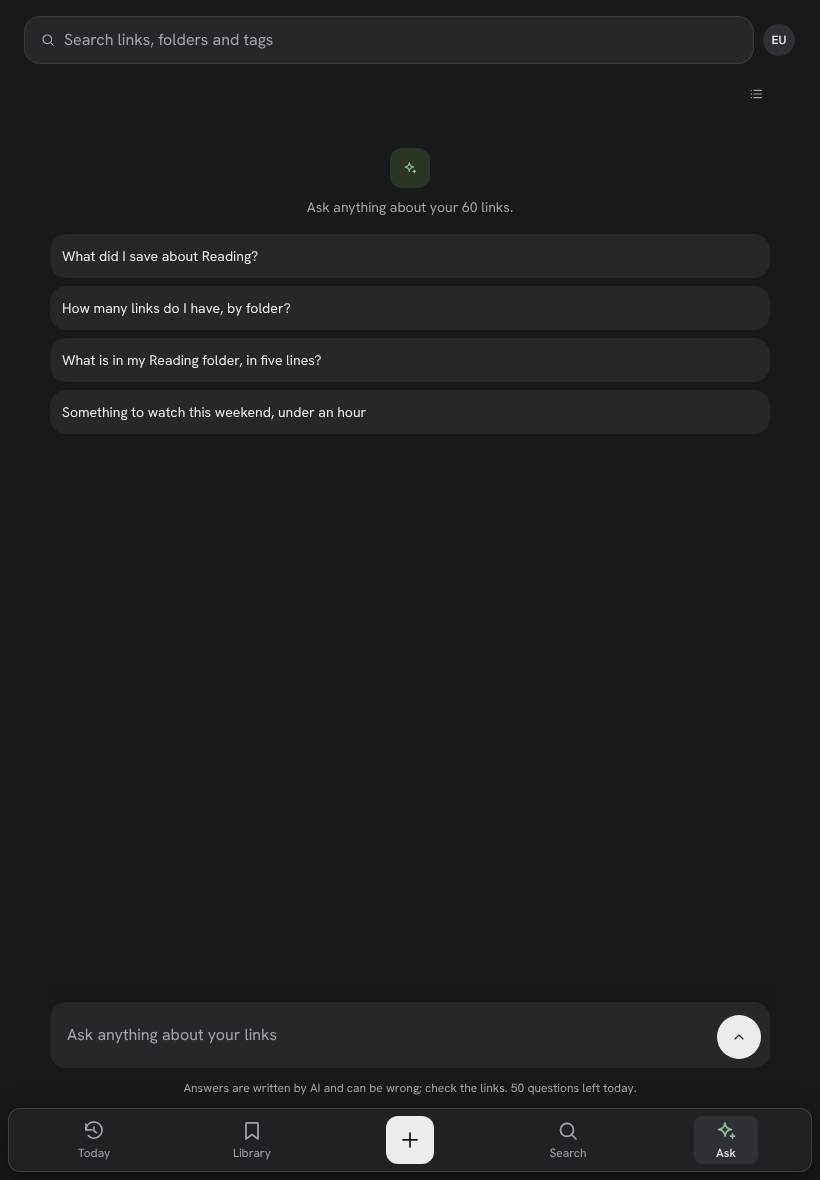 Search links, folders and tags
EU
Ask anything about your 60 links.
What did I save about Reading?
How many links do I have, by folder?
What is in my Reading folder, in five lines?
Something to watch this weekend, under an hour
Ask anything about your links
Answers are written by AI and can be wrong; check the links. 50 questions left today.
Today
Library
Search
Ask